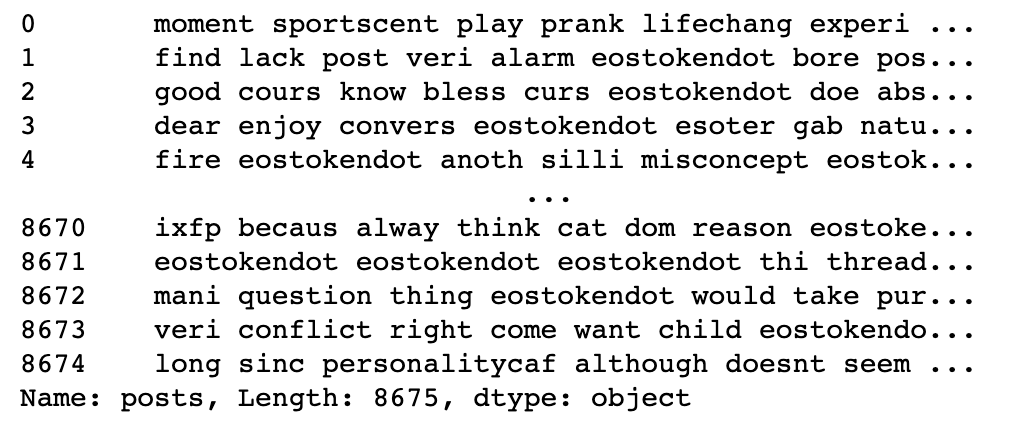 0       moment sportscent play prank lifechang experi ...
1       find lack post veri alarm eostokendot bore pos...
2       good cours know bless curs eostokendot doe abs...
3       dear enjoy convers eostokendot esoter gab natu...
4       fire eostokendot anoth silli misconcept eostok...
...
8670    ixfp becaus alway think cat dom reason eostoke...
8671    eostokendot eostokendot eostokendot thi thread...
8672    mani question thing eostokendot would take pur...
8673    veri conflict right come want child eostokendo...
8674    long sinc personalitycaf although doesnt seem ...
Name: posts, Length: 8675, dtype: object